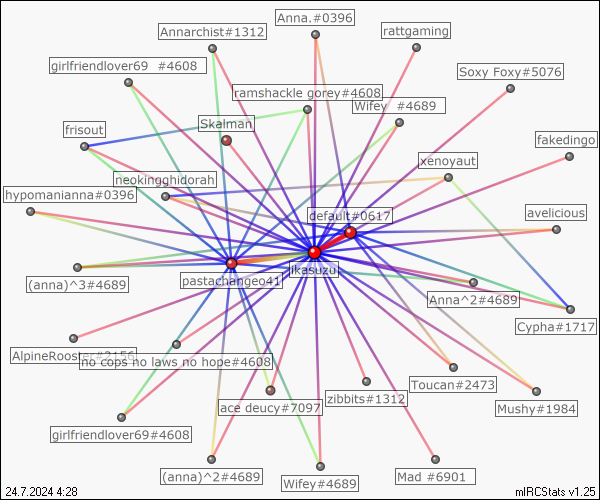 Anna.#0396
Annarchist#1312
rattgaming
girlfriendlover69 #4608
Soxy Foxy#5076
ramshackle gorey#4608
Wifey #4689
Skalman
frisout
fakedingo
xenoyaut
neokingghidorah
hypomanianna#0396
default#0617
avelicious
ikasuzu
pastachangeo41
(anna)^3#4689
Anna^2#4689
Cypha#1717
AlpineRooster#2156
no cops no laws no hope#4608
Toucan#2473
zibbits#1312
ace deucy#7097
Mushy#1984
girlfriendlover69#4608
(anna)^2#4689
Wifey#4689
Mad #6901
24.7.2024 4:28
mIRCStats v1.25